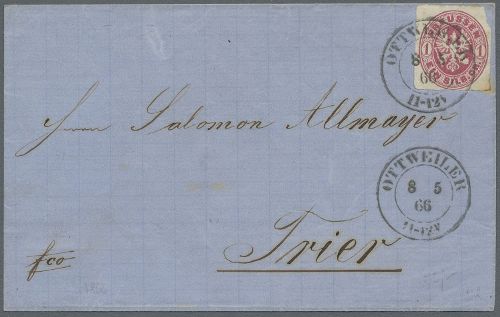 OTTWEILER
8 5
66
11-12V
PREUSSEN
1 1
EIN SILB.GR.
Herrn Salomon Allmayer
OTTWEILER
8 5
66
11-12V
Trier
fco